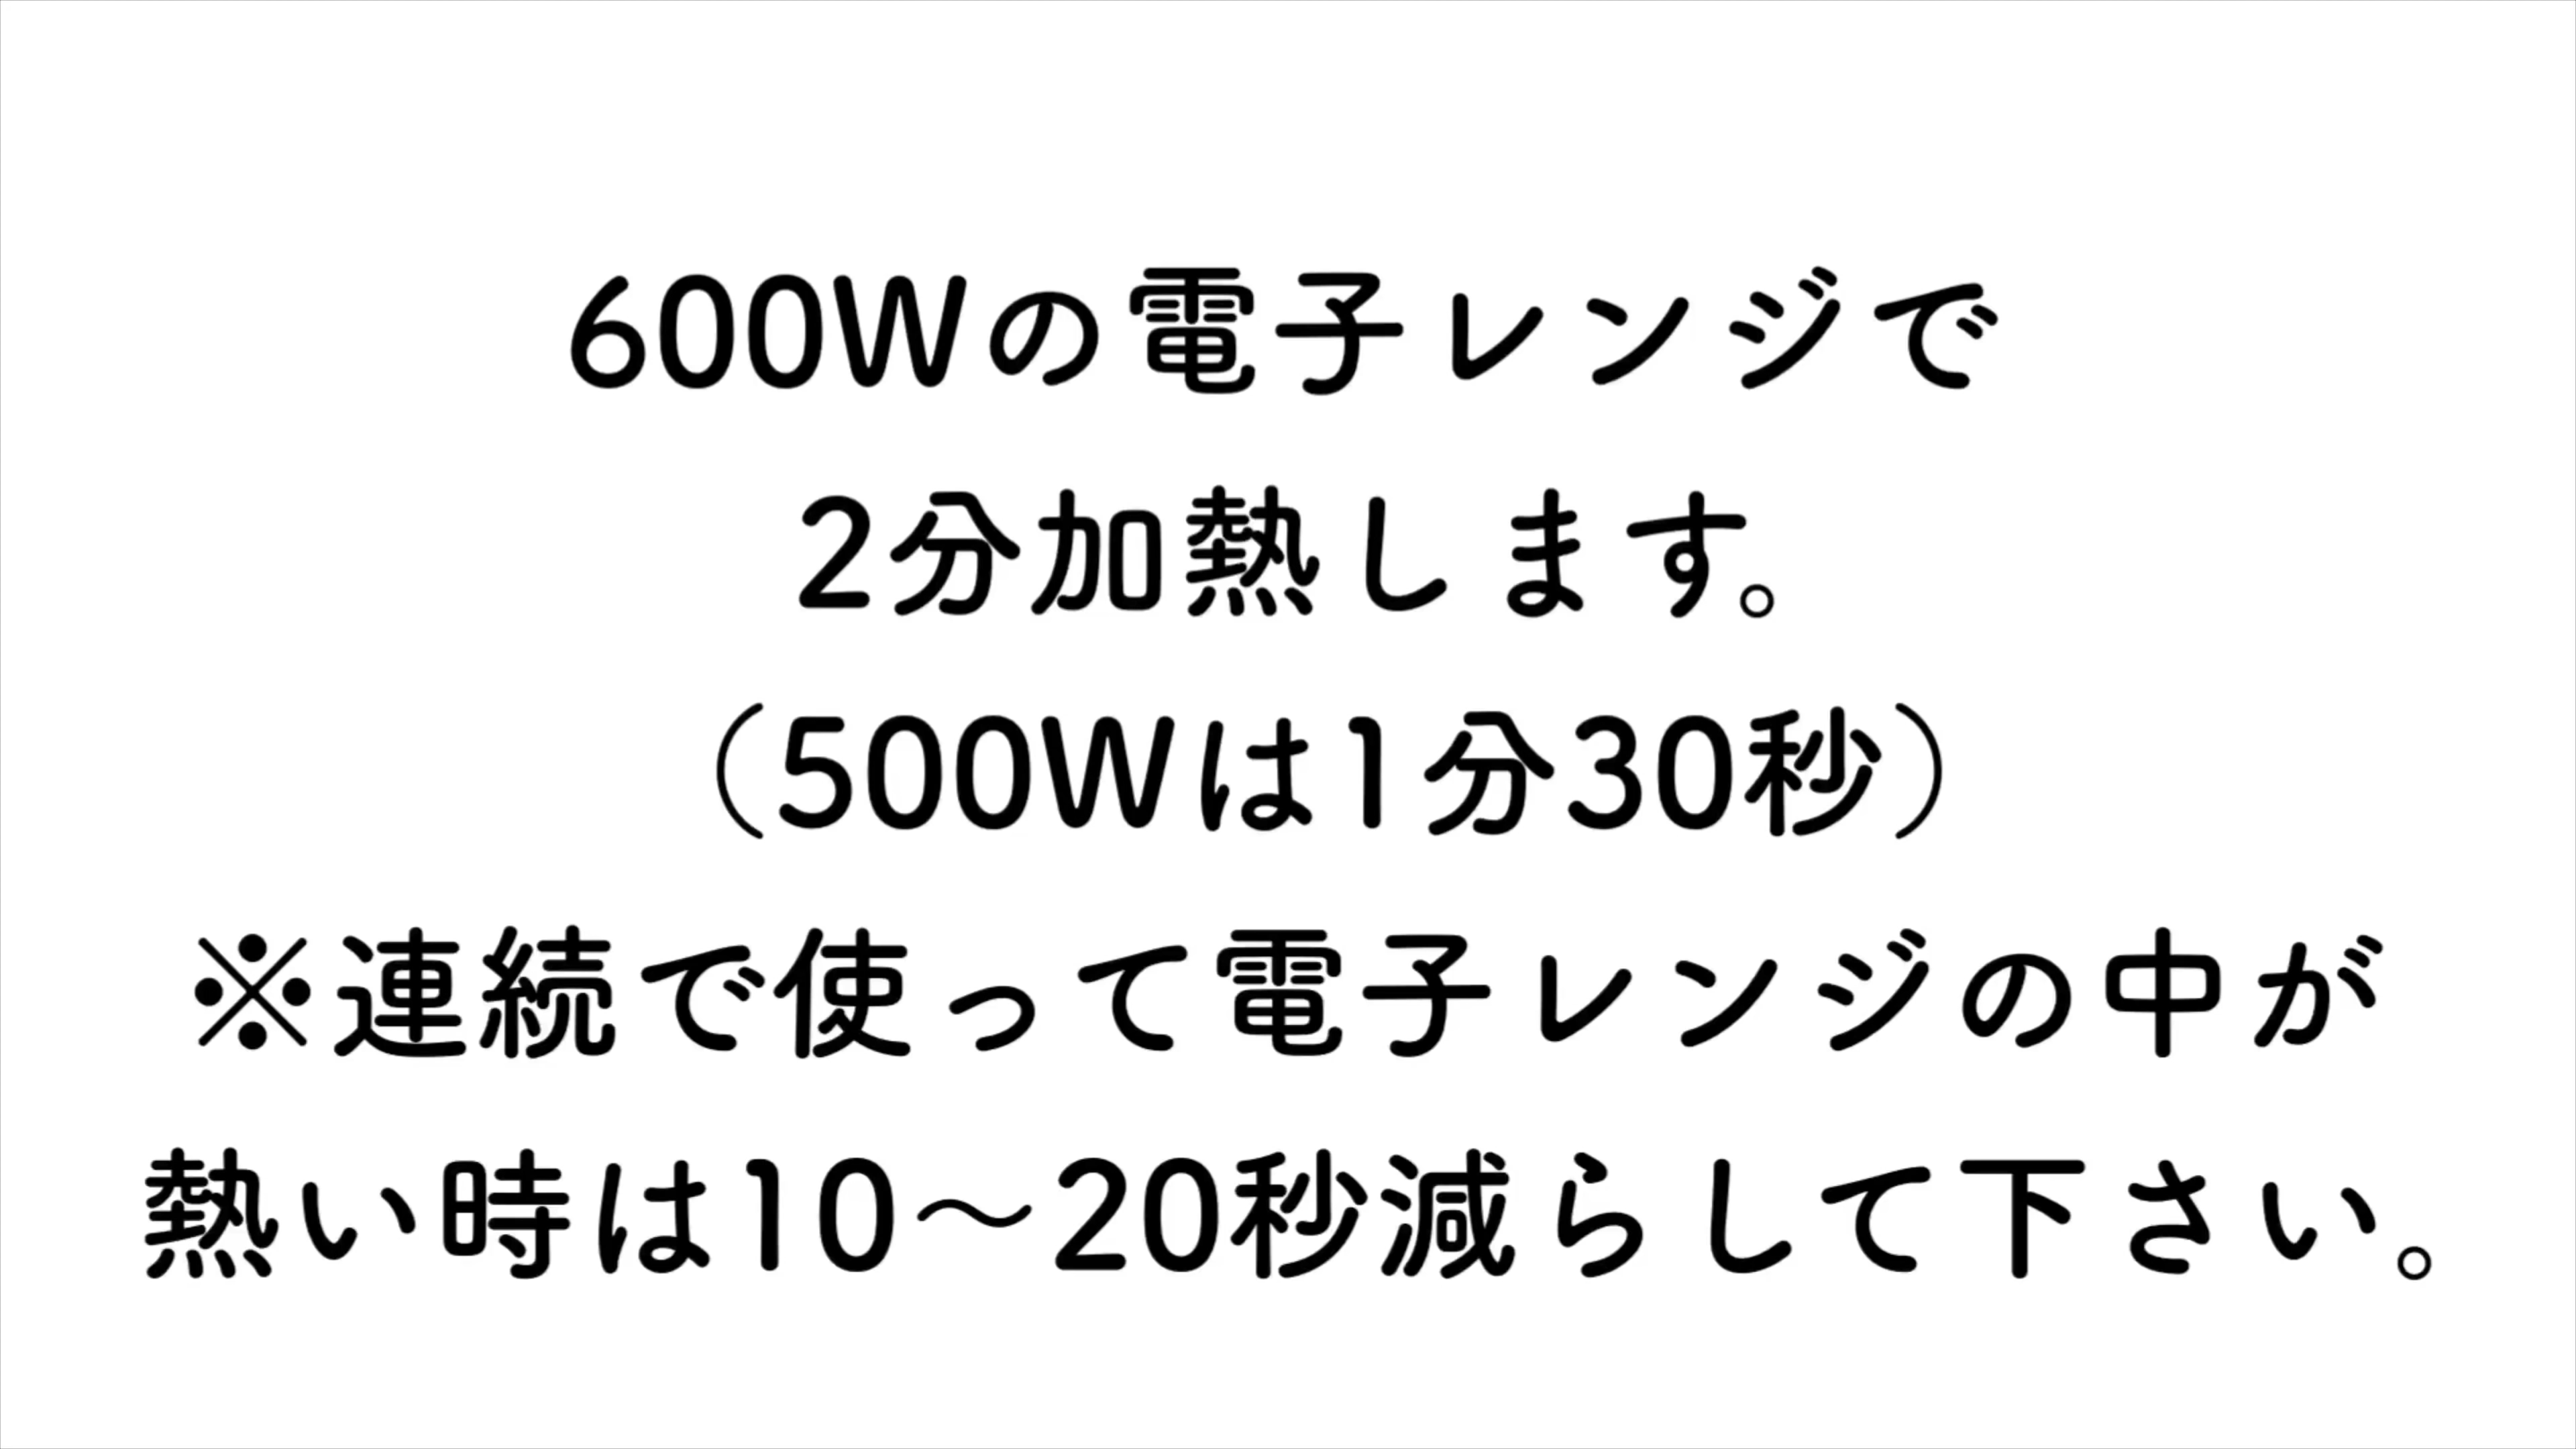 600Wの電子レンジで
2分加熱します。
（500Wは1分30秒）
※連続で使って電子レンジの中が
熱い時は10～20秒減らして下さい。